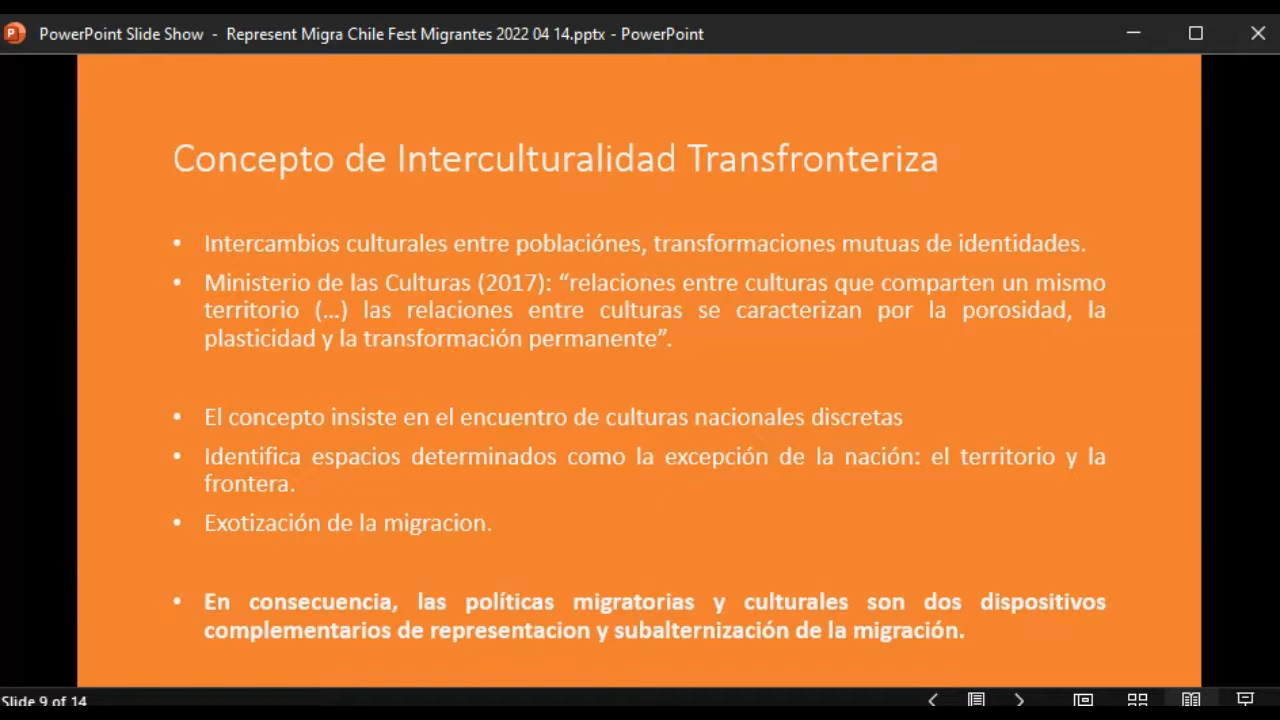 PowerPoint Slide Show - Represent Migra Chile Fest Migrantes 2022 04 14.pptx - PowerPoint
Concepto de Interculturalidad Transfronteriza
• Intercambios culturales entre poblaciónes, transformaciones mutuas de identidades.
• Ministerio de las Culturas (2017): “relaciones entre culturas que comparten un mismo
territorio (…) las relaciones entre culturas se caracterizan por la porosidad, la
plasticidad y la transformación permanente”.
• El concepto insiste en el encuentro de culturas nacionales discretas
• Identifica espacios determinados como la excepción de la nación: el territorio y la
frontera.
• Exotización de la migracion.
• En consecuencia, las políticas migratorias y culturales son dos dispositivos
complementarios de representacion y subalternización de la migración.
Slide 9 of 14